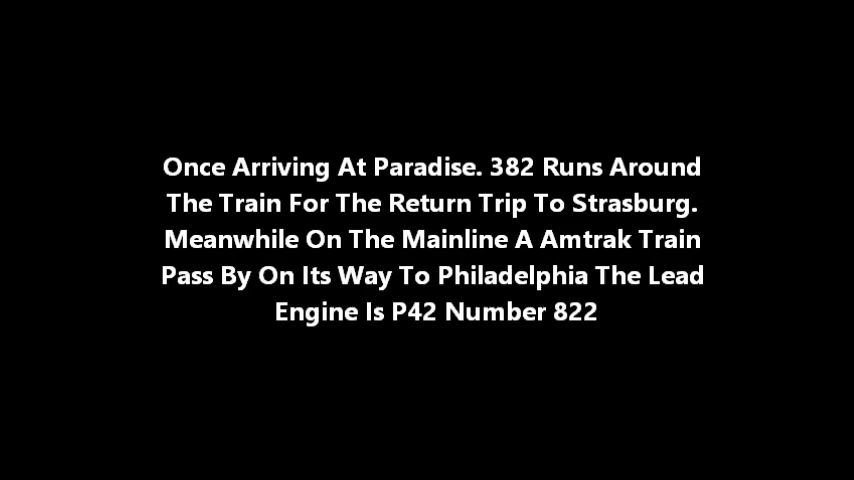 Once Arriving At Paradise. 382 Runs Around
The Train For The Return Trip To Strasburg.
Meanwhile On The Mainline A Amtrak Train
Pass By On Its Way To Philadelphia The Lead
Engine Is P42 Number 822